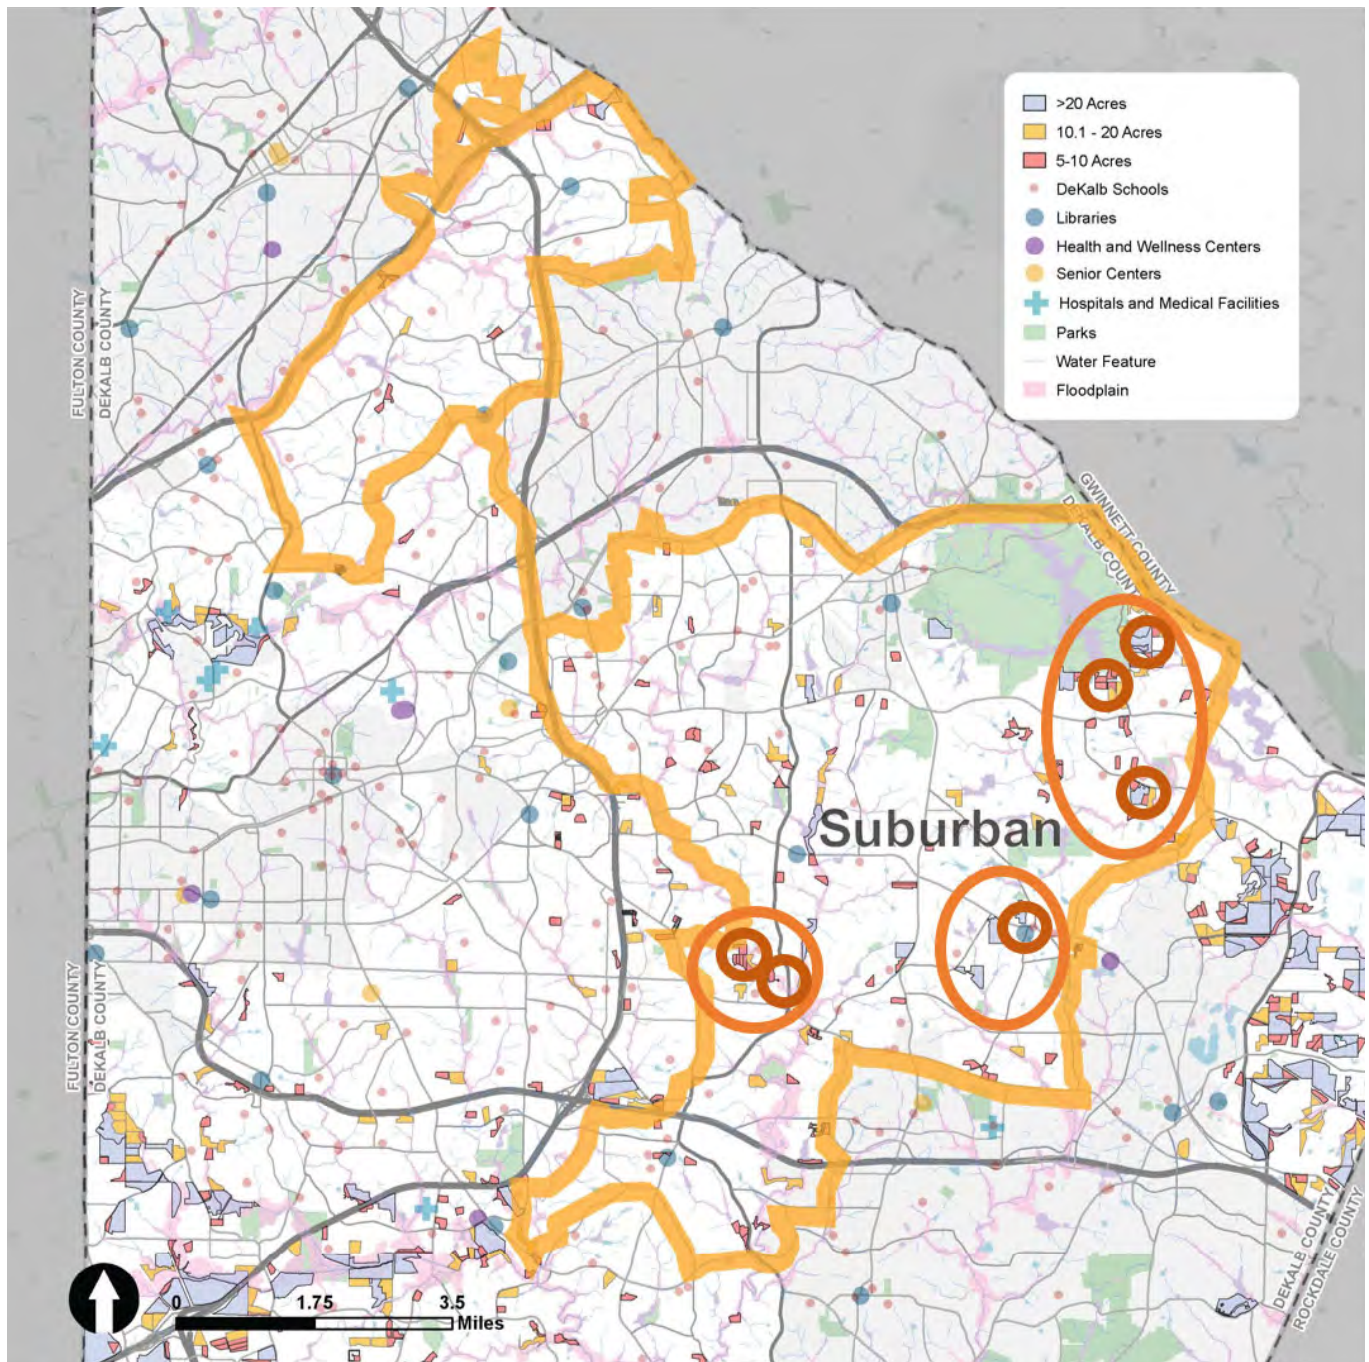 >20 Acres
10.1 - 20 Acres
5-10 Acres
DeKalb Schools
Libraries
Health and Wellness Centers
Senior Centers
Hospitals and Medical Facilities
Parks
Water Feature
Floodplain
FULTON COUNTY
DEKALB COUNTY
GWINNETT COUNTY
DEKALB COUNTY
Suburban
FULTON COUNTY
DEKALB COUNTY
DEKALB COUNTY
ROCKDALE COUNTY
0 1.75 3.5
Miles